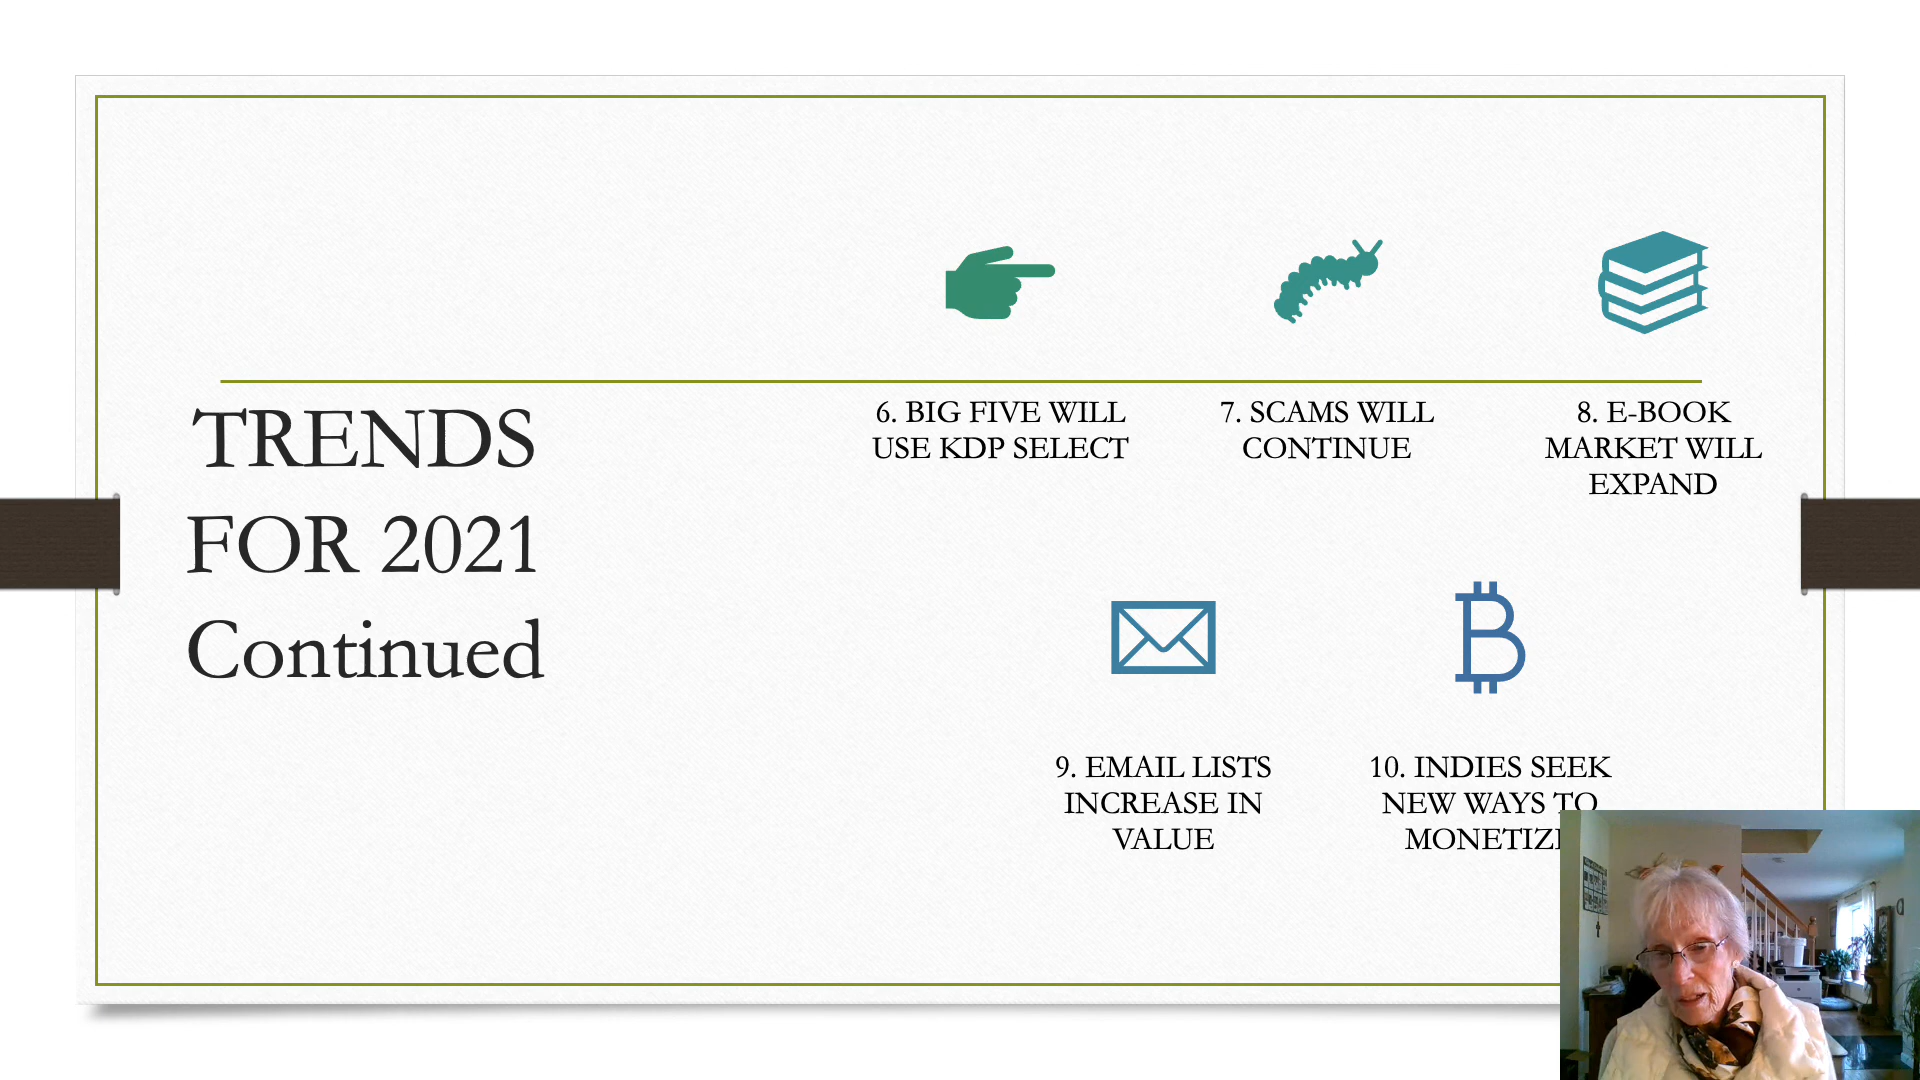 TRENDS
FOR 2021
Continued
6. BIG FIVE WILL
USE KDP SELECT
7. SCAMS WILL
CONTINUE
8. E-BOOK
MARKET WILL
EXPAND
9. EMAIL LISTS
INCREASE IN
VALUE
10. INDIES SEEK
NEW WAYS TO
MONETIZE